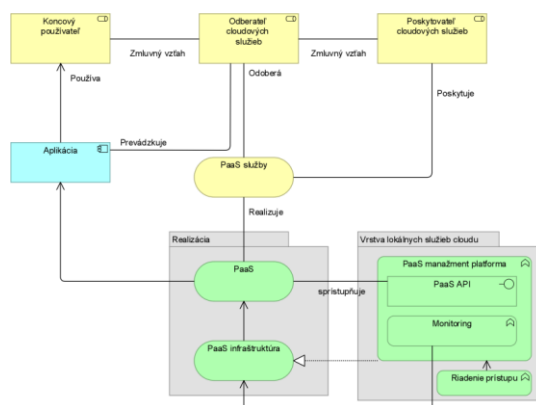 Koncový
používateľ
Odberateľ
cloudových
služieb
Poskytovateľ
cloudových služieb
Zmluvný vzťah
Zmluvný vzťah
Používa
Odoberá
Poskytuje
Aplikácia
Prevádzkuje
PaaS služby
Realizuje
Realizácia
Vrstva lokálnych služieb cloudu
PaaS
PaaS manažment platforma
sprístupňuje
PaaS API
PaaS infraštruktúra
Monitoring
Riadenie prístupu